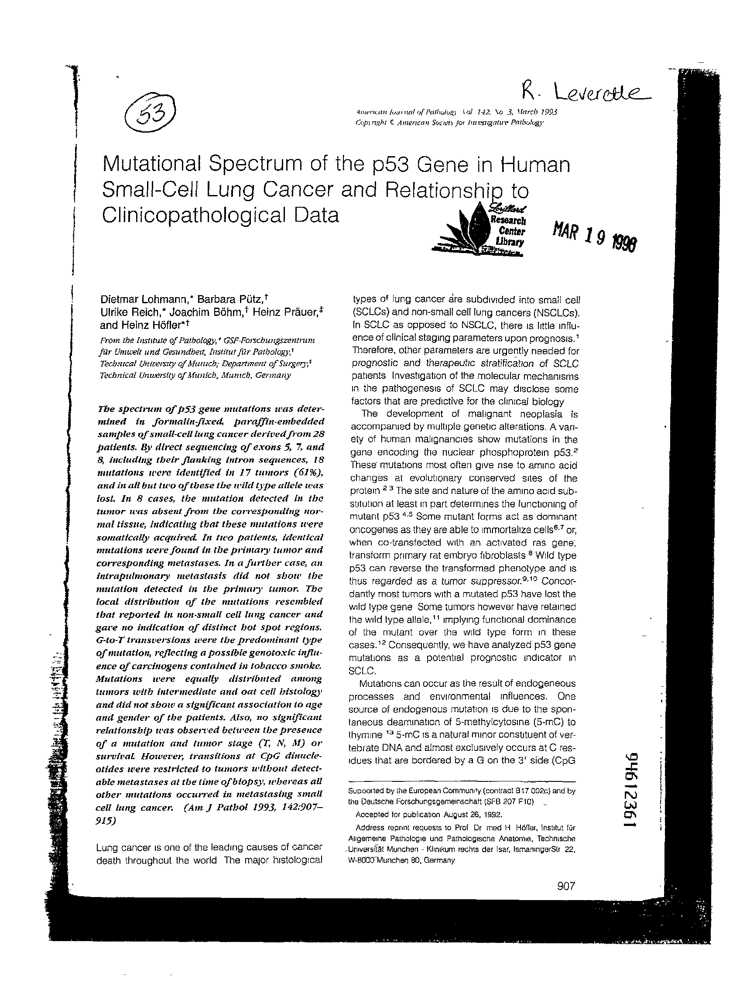 R. Leverette
53
American Journal of Pathology, Vol. 142, No. 3, March 1993
Copyright © American Society for Investigative Pathology
Mutational Spectrum of the p53 Gene in Human
Small-Cell Lung Cancer and Relationship to
Clinicopathological Data
Lorillard
Research
Center
Library
MAR 19 1998
Dietmar Lohmann,* Barbara Pütz,†
Ulrike Reich,* Joachim Böhm,† Heinz Präuer,‡
and Heinz Höfler*†
From the Institute of Pathology,* GSF-Forschungszentrum
für Umwelt und Gesundheit, Institut für Pathology,†
Technical University of Munich; Department of Surgery,‡
Technical University of Munich, Munich, Germany
The spectrum of p53 gene mutations was deter-
mined in formalin-fixed, paraffin-embedded
samples of small-cell lung cancer derived from 28
patients. By direct sequencing of exons 5, 7, and
8, including their flanking intron sequences, 18
mutations were identified in 17 tumors (61%),
and in all but two of these the wild type allele was
lost. In 8 cases, the mutation detected in the
tumor was absent from the corresponding nor-
mal tissue, indicating that these mutations were
somatically acquired. In two patients, identical
mutations were found in the primary tumor and
corresponding metastases. In a further case, an
intrapulmonary metastasis did not show the
mutation detected in the primary tumor. The
local distribution of the mutations resembled
that reported in non-small cell lung cancer and
gave no indication of distinct hot spot regions.
G-to-T transversions were the predominant type
of mutation, reflecting a possible genotoxic influ-
ence of carcinogens contained in tobacco smoke.
Mutations were equally distributed among
tumors with intermediate and oat cell histology
and did not show a significant association to age
and gender of the patients. Also, no significant
relationship was observed between the presence
of a mutation and tumor stage (T, N, M) or
survival. However, transitions at CpG dinucle-
otides were restricted to tumors without detect-
able metastases at the time of biopsy, whereas all
other mutations occurred in metastasing small
cell lung cancer. (Am J Pathol 1993, 142:907–
915)
Lung cancer is one of the leading causes of cancer
death throughout the world The major histological
types of lung cancer are subdivided into small cell
(SCLCs) and non-small cell lung cancers (NSCLCs).
In SCLC as opposed to NSCLC, there is little influ-
ence of clinical staging parameters upon prognosis.1
Therefore, other parameters are urgently needed for
prognostic and therapeutic stratification of SCLC
patients Investigation of the molecular mechanisms
in the pathogenesis of SCLC may disclose some
factors that are predictive for the clinical biology
The development of malignant neoplasia is
accompanied by multiple genetic alterations. A vari-
ety of human malignancies show mutations in the
gene encoding the nuclear phosphoprotein p53.2
These mutations most often give rise to amino acid
changes at evolutionary conserved sites of the
protein 2 3 The site and nature of the amino acid sub-
stitution at least in part determines the functioning of
mutant p53 4,5 Some mutant forms act as dominant
oncogenes as they are able to immortalize cells6,7 or,
when co-transfected with an activated ras gene,
transform primary rat embryo fibroblasts 8 Wild type
p53 can reverse the transformed phenotype and is
thus regarded as a tumor suppressor.9,10 Concor-
dantly most tumors with a mutated p53 have lost the
wild type gene Some tumors however have retained
the wild type allele,11 implying functional dominance
of the mutant over the wild type form in these
cases.12 Consequently, we have analyzed p53 gene
mutations as a potential prognostic indicator in
SCLC.
Mutations can occur as the result of endogeneous
processes and environmental influences. One
source of endogenous mutation is due to the spon-
taneous deamination of 5-methylcytosine (5-mC) to
thymine 13 5-mC is a natural minor constituent of ver-
tebrate DNA and almost exclusively occurs at C res-
idues that are bordered by a G on the 3' side (CpG
Supported by the European Community (contract B17 002c) and by
the Deutsche Forschungsgemeinschaft (SFB 207 F10)
Accepted for publication August 26, 1992.
Address reprint requests to Prof Dr med H Höfler, Institut für
Allgemeine Pathologie und Pathologische Anatomie, Technische
Universität Munchen - Klinikum rechts der Isar, IsmaningerStr 22,
W-8000 Munchen 80, Germany
907
94612361